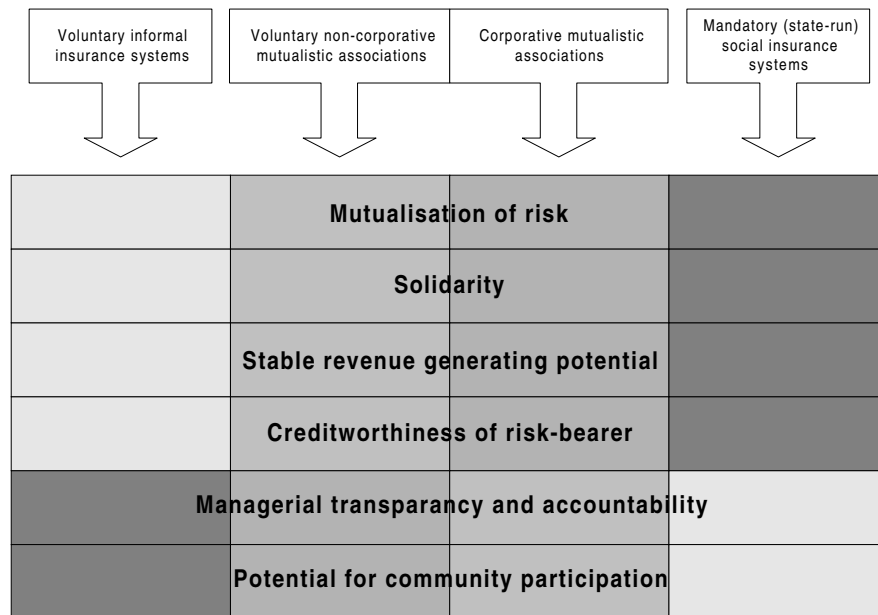 Voluntary informal
insurance systems
Voluntary non-corporative
mutualistic associations
Corporative mutualistic
associations
Mandatory (state-run)
social insurance
systems
Mutualisation of risk
Solidarity
Stable revenue generating potential
Creditworthiness of risk-bearer
Managerial transparancy and accountability
Potential for community participation